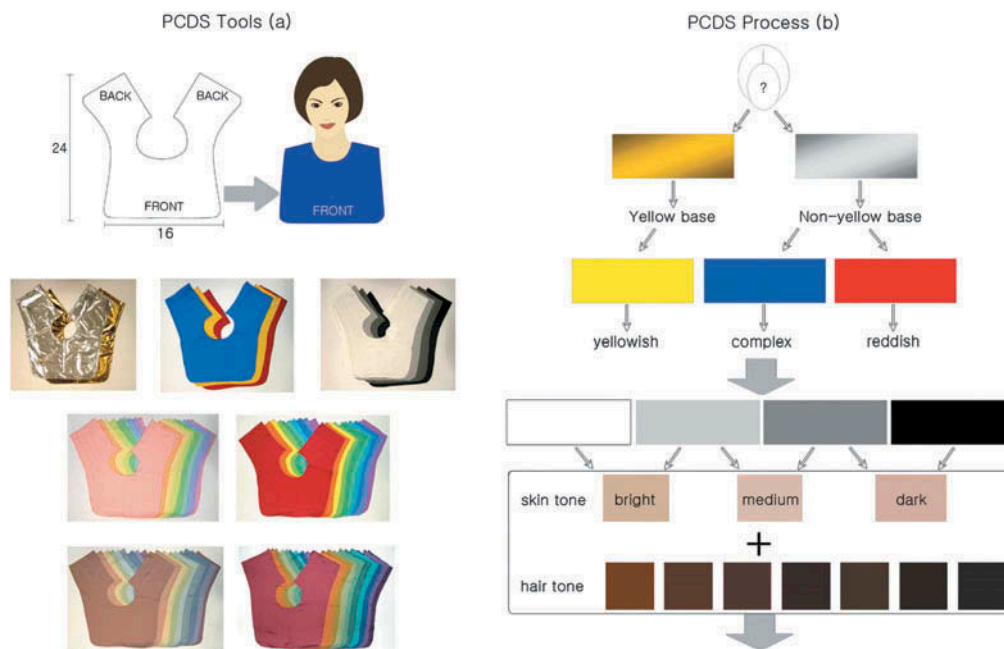 PCDS Tools (a)
BACK BACK
24
FRONT
16
FRONT
PCDS Process (b)
?
Yellow base Non-yellow base
yellowish complex reddish
skin tone bright medium dark
+
hair tone